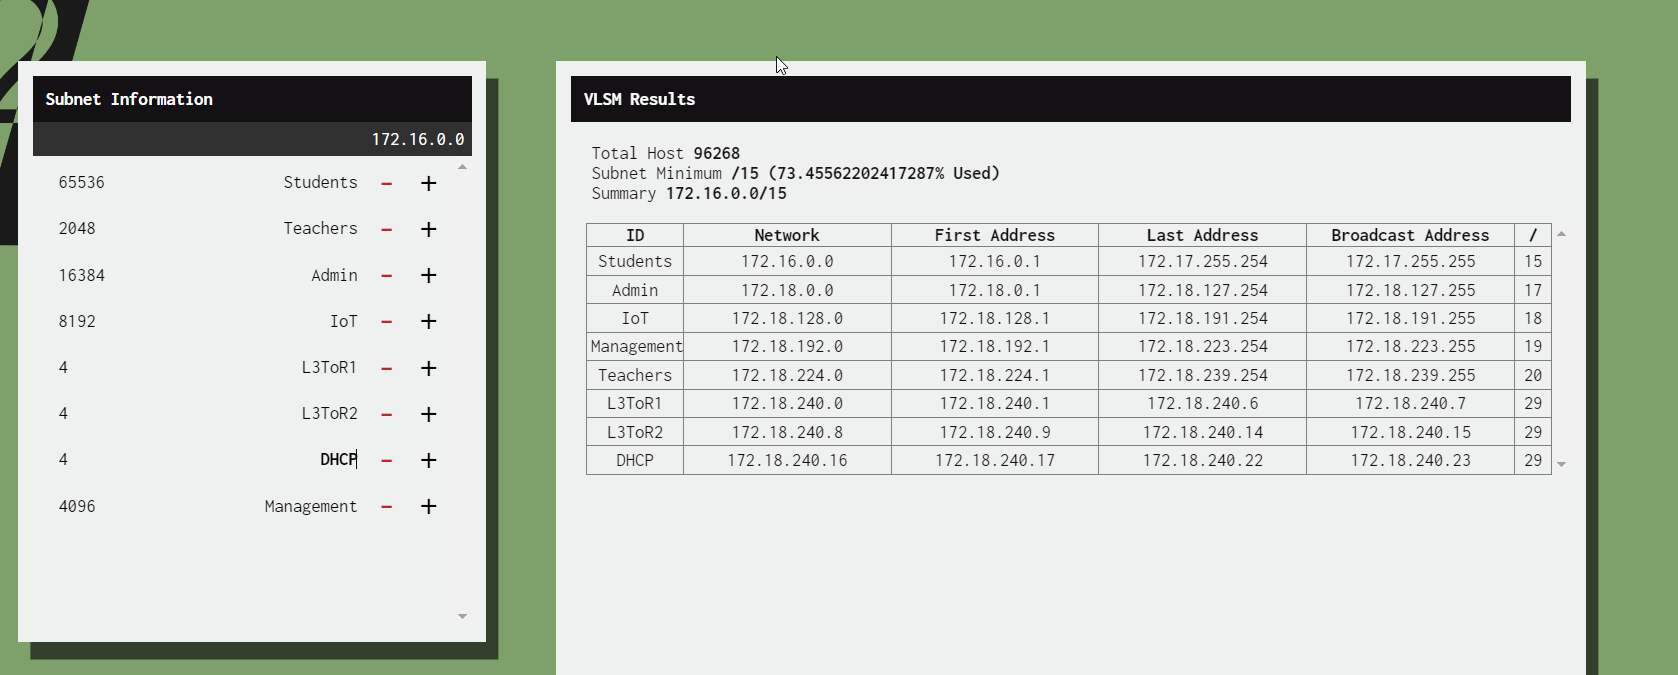 Subnet Information
172.16.0.0
65536 Students − +
2048 Teachers − +
16384 Admin − +
8192 IoT − +
4 L3ToR1 − +
4 L3ToR2 − +
4 DHCP − +
4096 Management − +
VLSM Results
Total Host 96268
Subnet Minimum /15 (73.45562202417287% Used)
Summary 172.16.0.0/15
ID Network First Address Last Address Broadcast Address /
Students 172.16.0.0 172.16.0.1 172.17.255.254 172.17.255.255 15
Admin 172.18.0.0 172.18.0.1 172.18.127.254 172.18.127.255 17
IoT 172.18.128.0 172.18.128.1 172.18.191.254 172.18.191.255 18
Management 172.18.192.0 172.18.192.1 172.18.223.254 172.18.223.255 19
Teachers 172.18.224.0 172.18.224.1 172.18.239.254 172.18.239.255 20
L3ToR1 172.18.240.0 172.18.240.1 172.18.240.6 172.18.240.7 29
L3ToR2 172.18.240.8 172.18.240.9 172.18.240.14 172.18.240.15 29
DHCP 172.18.240.16 172.18.240.17 172.18.240.22 172.18.240.23 29